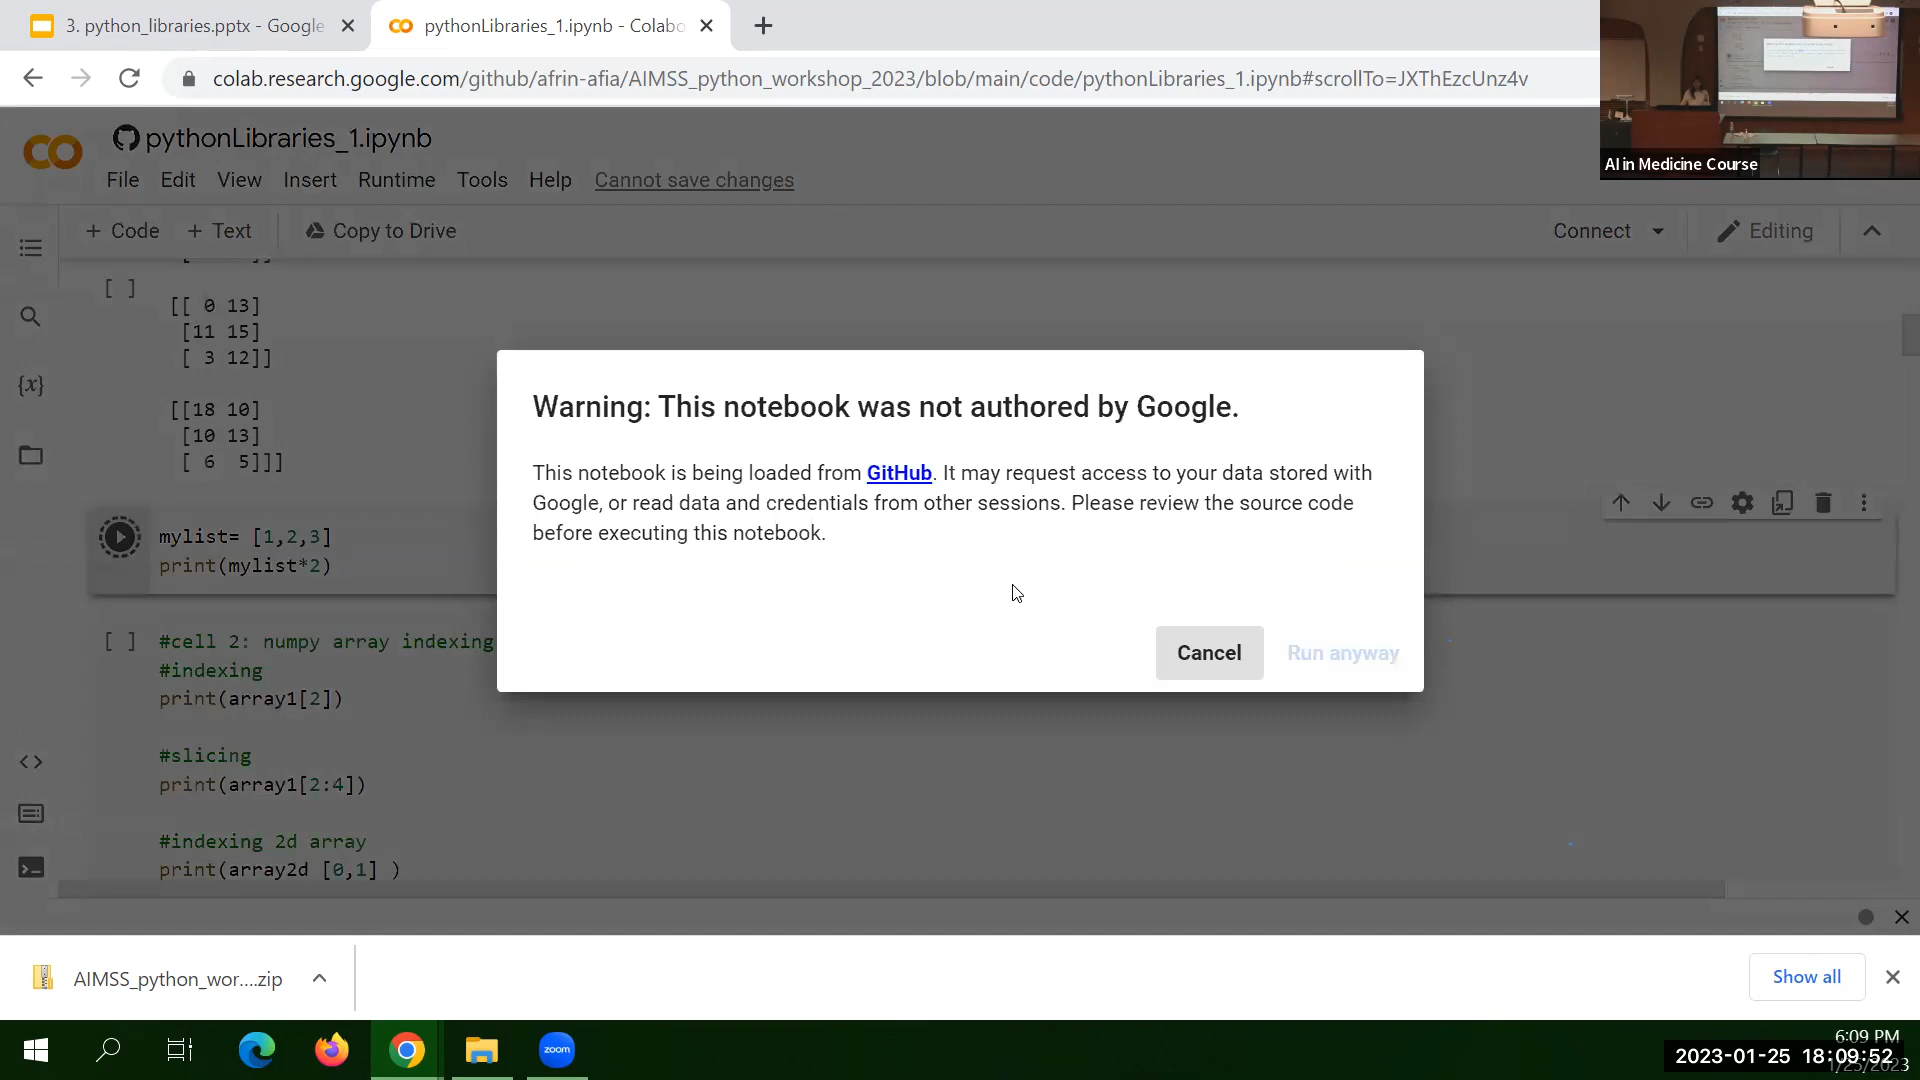 3. python_libraries.pptx - Google
pythonLibraries_1.ipynb - Colabo
colab.research.google.com/github/afrin-afia/AIMSS_python_workshop_2023/blob/main/code/pythonLibraries_1.ipynb#scrollTo=JXThEzcUnz4v
AI in Medicine Course
pythonLibraries_1.ipynb
File Edit View Insert Runtime Tools Help Cannot save changes
+ Code + Text Copy to Drive Connect Editing
[ ]
[[ 0 13]
[11 15]
[ 3 12]]
[[18 10]
[10 13]
[ 6 5]]]
mylist= [1,2,3]
print(mylist*2)
[ ] #cell 2: numpy array indexing
#indexing
print(array1[2])
#slicing
print(array1[2:4])
#indexing 2d array
print(array2d [0,1] )
Warning: This notebook was not authored by Google.
This notebook is being loaded from GitHub. It may request access to your data stored with
Google, or read data and credentials from other sessions. Please review the source code
before executing this notebook.
Cancel Run anyway
{x}
AIMSS_python_wor....zip
Show all
zoom
6:09 PM
2023-01-25 18:09:52